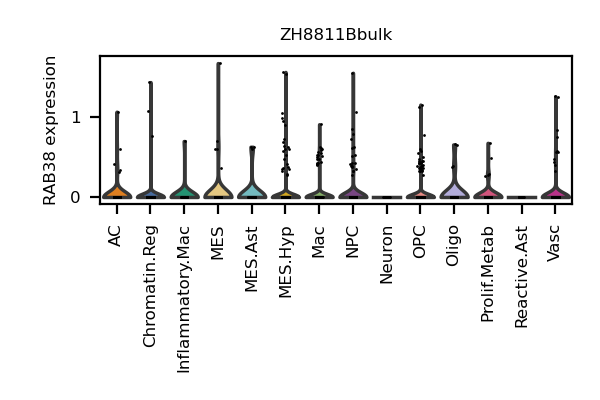 ZH8811Bbulk
RAB38 expression
1
0
AC
Chromatin.Reg
Inflammatory.Mac
MES
MES.Ast
MES.Hyp
Mac
NPC
Neuron
OPC
Oligo
Prolif.Metab
Reactive.Ast
Vasc